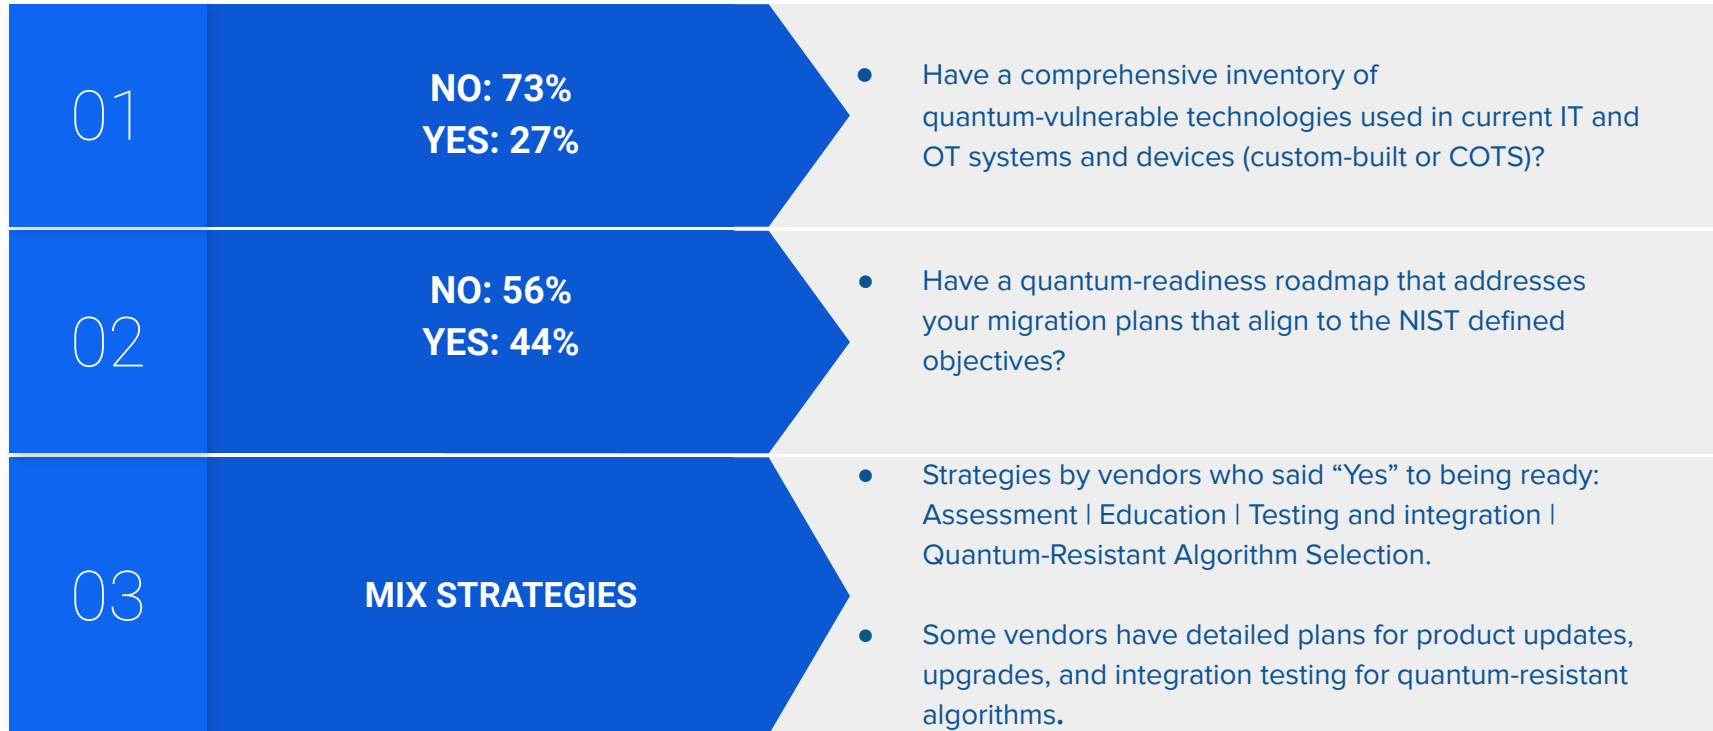 01
NO: 73%
YES: 27%
● Have a comprehensive inventory of
quantum-vulnerable technologies used in current IT and
OT systems and devices (custom-built or COTS)?
02
NO: 56%
YES: 44%
● Have a quantum-readiness roadmap that addresses
your migration plans that align to the NIST defined
objectives?
03
MIX STRATEGIES
● Strategies by vendors who said “Yes” to being ready:
Assessment | Education | Testing and integration |
Quantum-Resistant Algorithm Selection.
● Some vendors have detailed plans for product updates,
upgrades, and integration testing for quantum-resistant
algorithms.